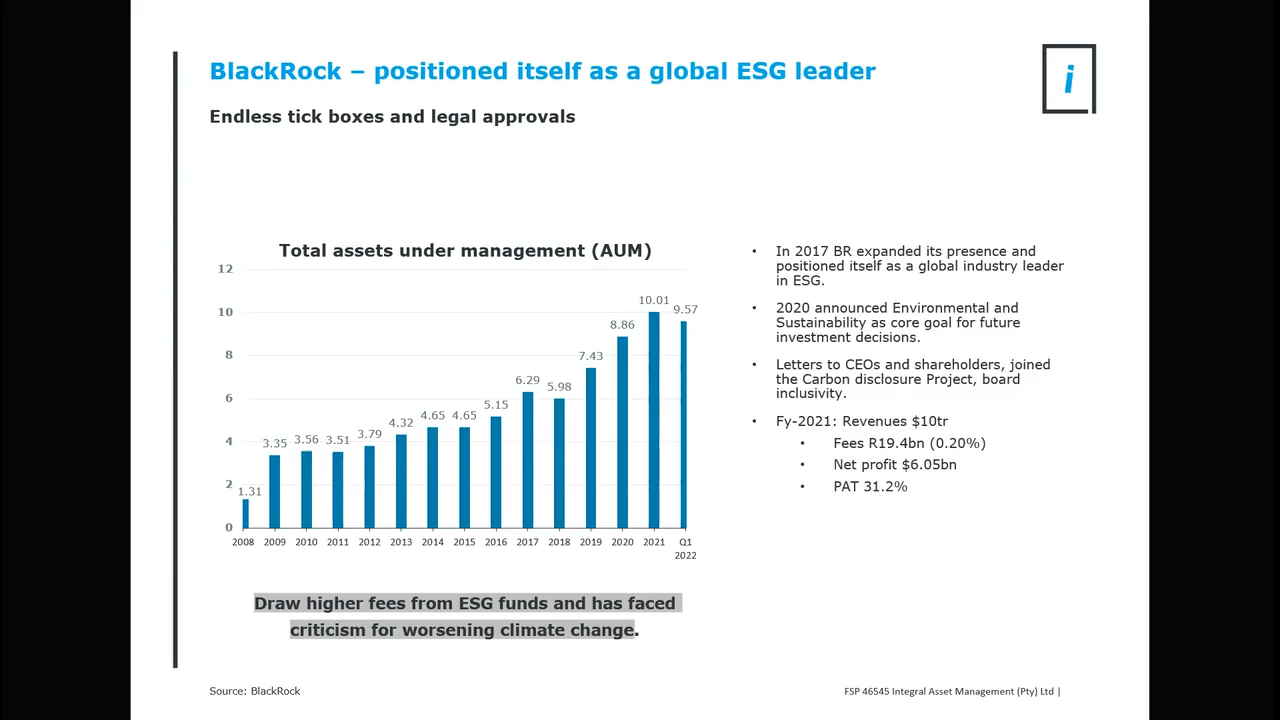 BlackRock – positioned itself as a global ESG leader
i
Endless tick boxes and legal approvals
Total assets under management (AUM)
12
10
8
6
4
2
0
1.31
3.35
3.56
3.51
3.79
4.32
4.65
4.65
5.15
6.29
5.98
7.43
8.86
10.01
9.57
2008 2009 2010 2011 2012 2013 2014 2015 2016 2017 2018 2019 2020 2021 Q1
2022
• In 2017 BR expanded its presence and
positioned itself as a global industry leader
in ESG.
• 2020 announced Environmental and
Sustainability as core goal for future
investment decisions.
• Letters to CEOs and shareholders, joined
the Carbon disclosure Project, board
inclusivity.
• Fy-2021: Revenues $10tr
• Fees R19.4bn (0.20%)
• Net profit $6.05bn
• PAT 31.2%
Draw higher fees from ESG funds and has faced
criticism for worsening climate change.
Source: BlackRock
FSP 46545 Integral Asset Management (Pty) Ltd |